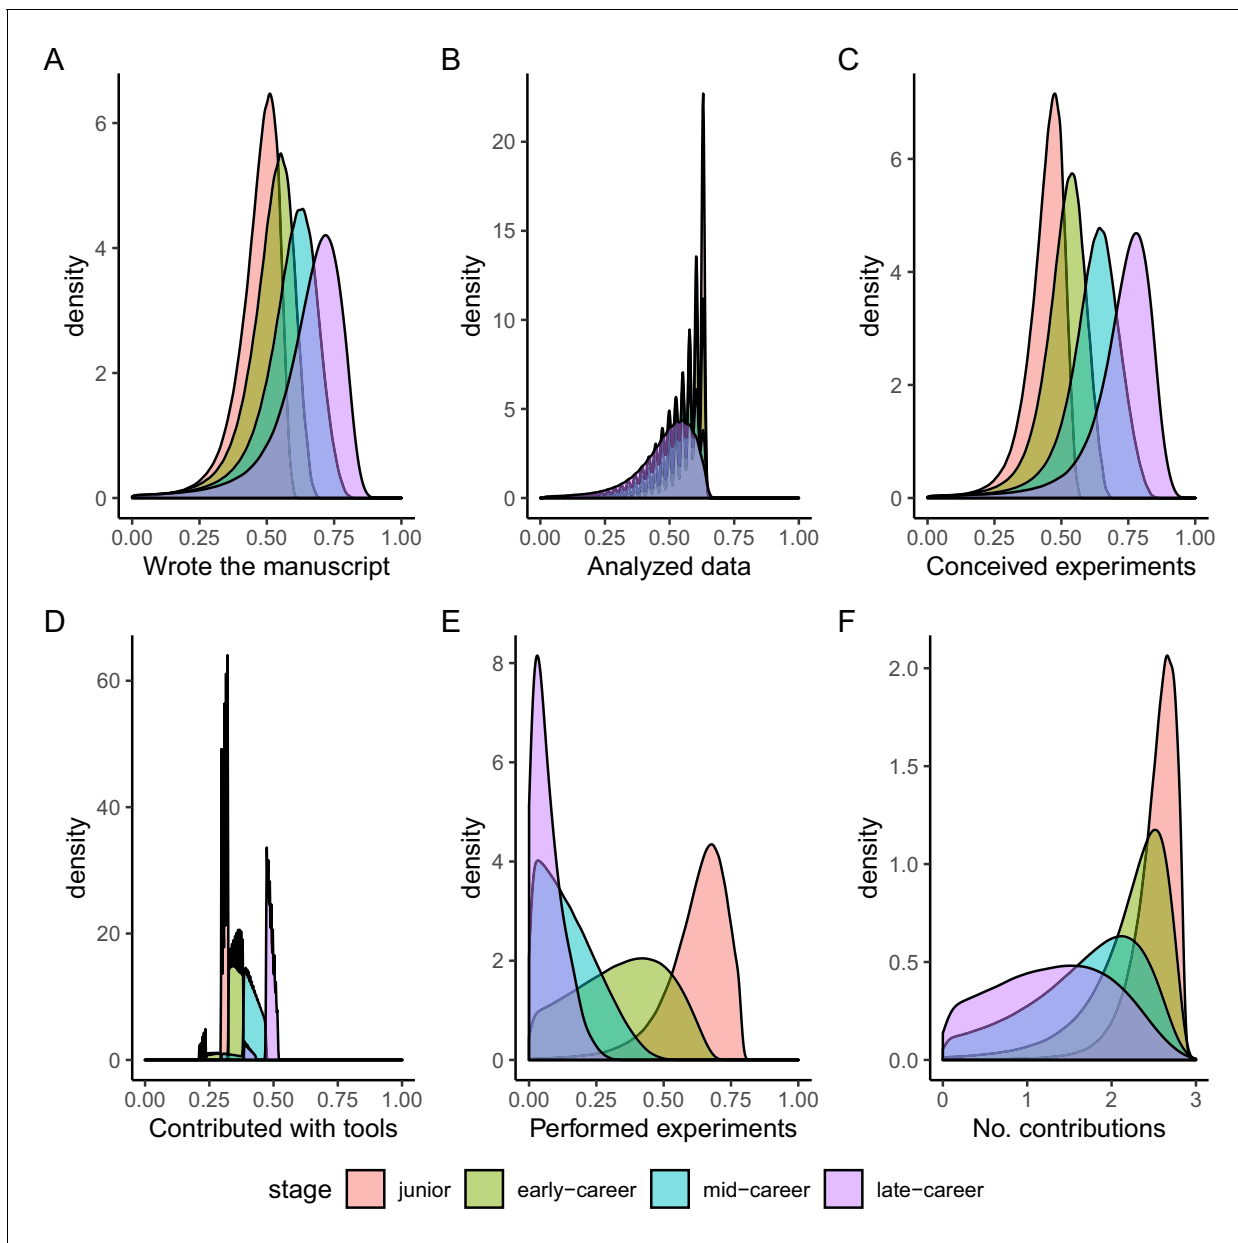 A
B
C
density
6
4
2
0
0.00 0.25 0.50 0.75 1.00
Wrote the manuscript
density
20
15
10
5
0
0.00 0.25 0.50 0.75 1.00
Analyzed data
density
6
4
2
0
0.00 0.25 0.50 0.75 1.00
Conceived experiments
D
E
F
density
60
40
20
0
0.00 0.25 0.50 0.75 1.00
Contributed with tools
density
8
6
4
2
0
0.00 0.25 0.50 0.75 1.00
Performed experiments
density
2.0
1.5
1.0
0.5
0.0
0 1 2 3
No. contributions
stage junior early−career mid−career late−career